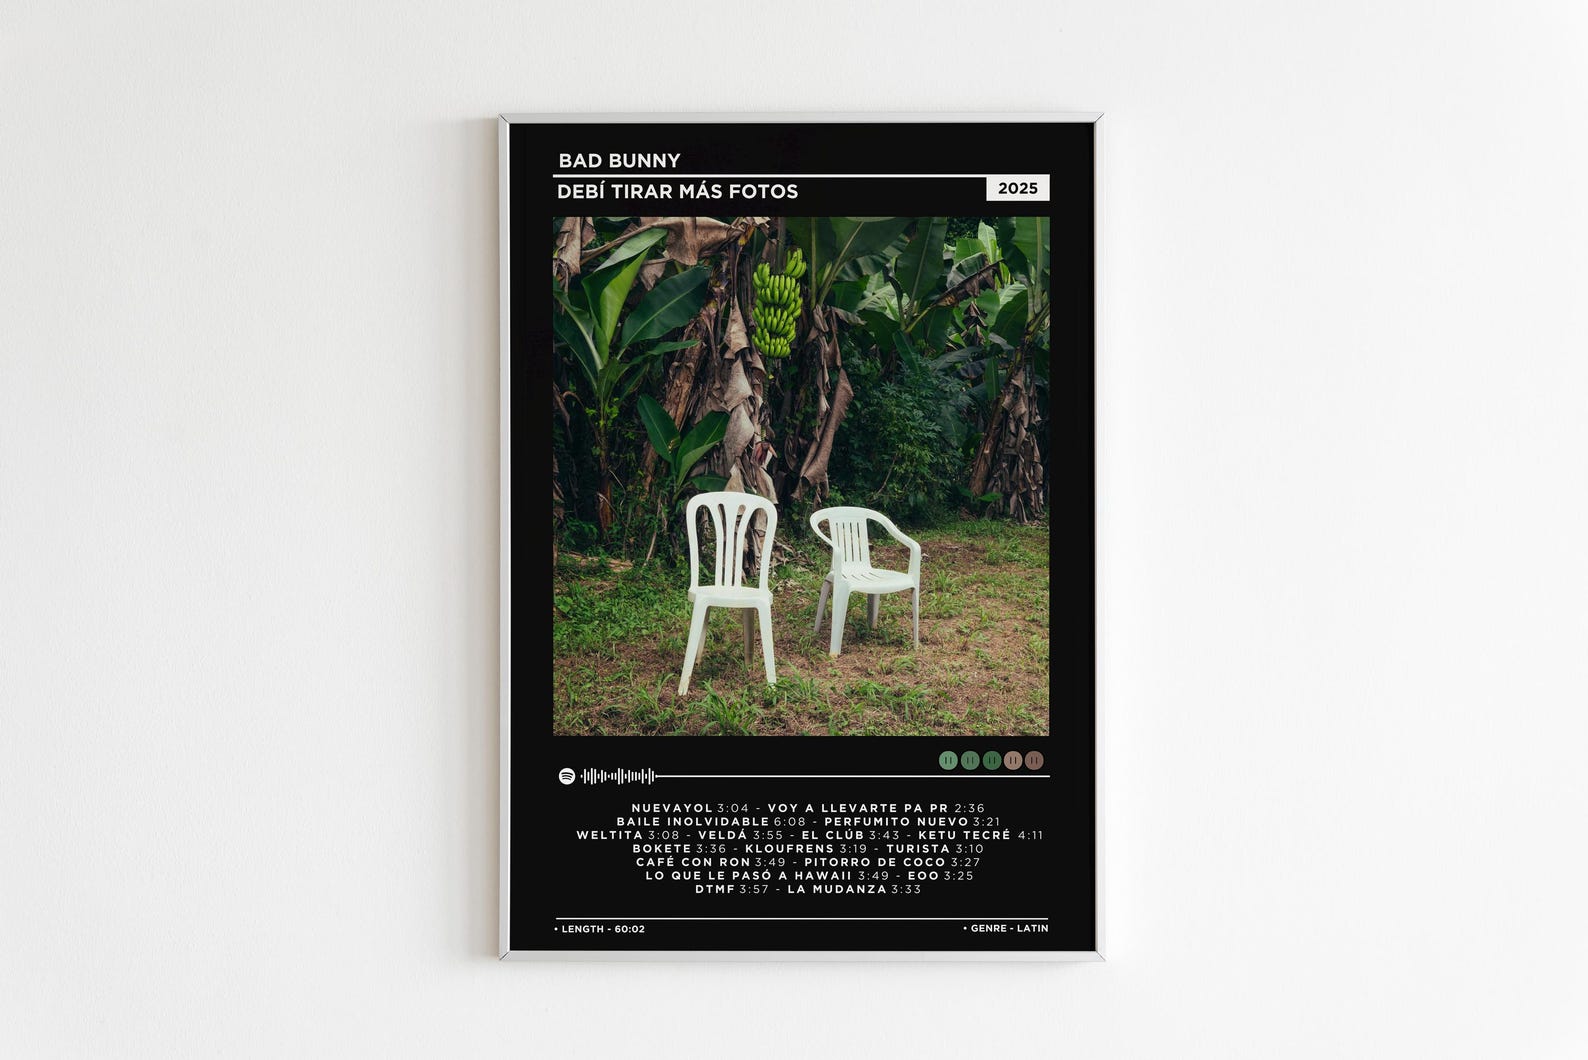 BAD BUNNY
DEBÍ TIRAR MÁS FOTOS
2025
NUEVAYOL 3:04 - VOY A LLEVARTE PA PR 2:36
BAILE INOLVIDABLE 6:08 - PERFUMITO NUEVO 3:21
WELTITA 3:08 - VELDÁ 3:55 - EL CLÚB 3:43 - KETU TECRÉ 4:11
BOKETE 3:36 - KLOUFRENS 3:19 - TURISTA 3:10
CAFÉ CON RON 3:49 - PITORRO DE COCO 3:27
LO QUE LE PASÓ A HAWAII 3:49 - EOO 3:25
DTMF 3:57 - LA MUDANZA 3:33
• LENGTH - 60:02
• GENRE - LATIN